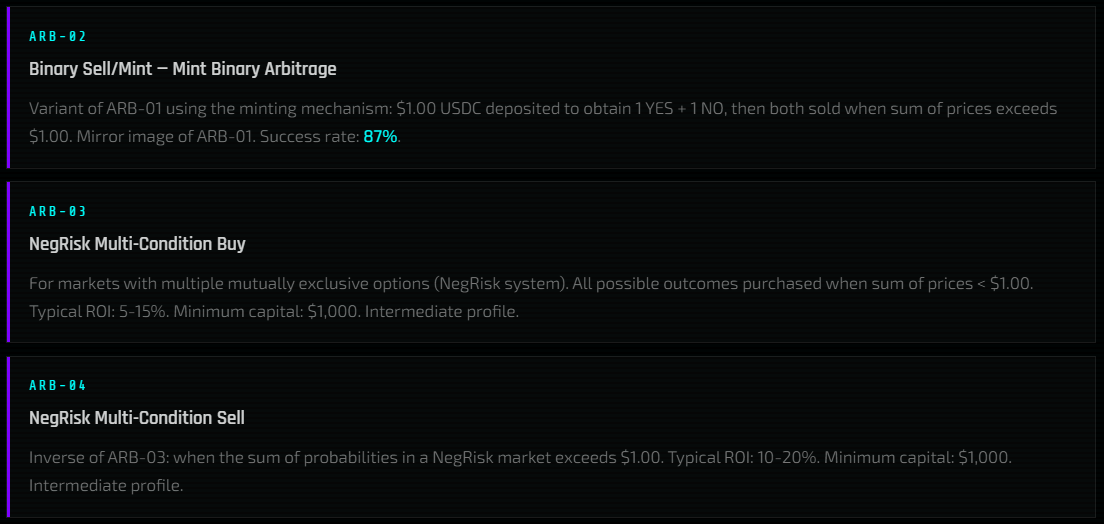 ARB-02
Binary Sell/Mint — Mint Binary Arbitrage
Variant of ARB-01 using the minting mechanism: $1.00 USDC deposited to obtain 1 YES + 1 NO, then both sold when sum of prices exceeds
$1.00. Mirror image of ARB-01. Success rate: 87%.
ARB-03
NegRisk Multi-Condition Buy
For markets with multiple mutually exclusive options (NegRisk system). All possible outcomes purchased when sum of prices < $1.00.
Typical ROI: 5-15%. Minimum capital: $1,000. Intermediate profile.
ARB-04
NegRisk Multi-Condition Sell
Inverse of ARB-03: when the sum of probabilities in a NegRisk market exceeds $1.00. Typical ROI: 10-20%. Minimum capital: $1,000.
Intermediate profile.